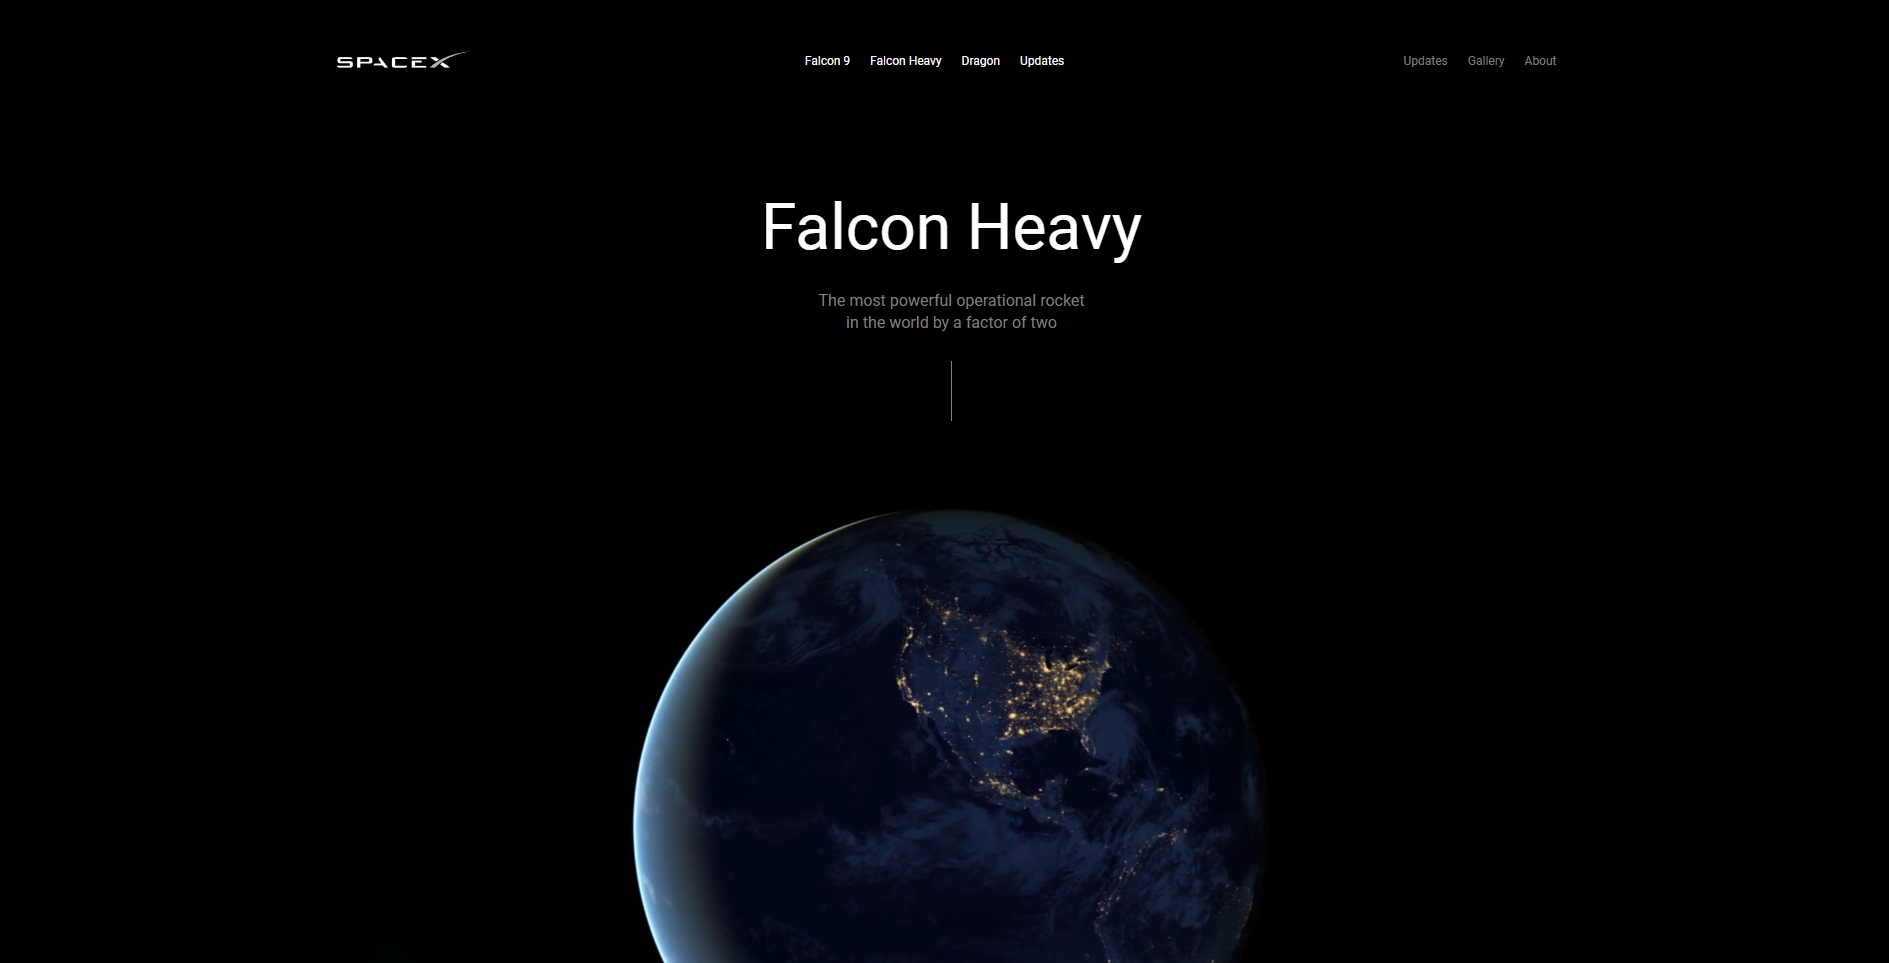 SPACEX
Falcon 9 Falcon Heavy Dragon Updates
Updates Gallery About
Falcon Heavy
The most powerful operational rocket
in the world by a factor of two